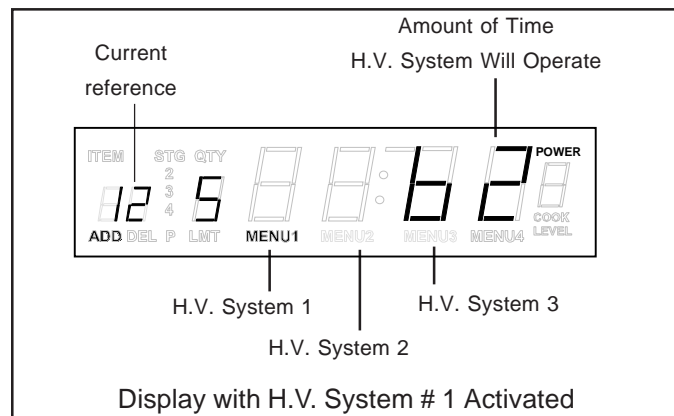 Amount of Time
H.V. System Will Operate
Current
reference
ITEM STG QTY POWER
2
3
4
12 5 b2
COOK
LEVEL
ADD DEL P LMT MENU1 MENU2 MENU3 MENU4
H.V. System 1
H.V. System 3
H.V. System 2
Display with H.V. System # 1 Activated